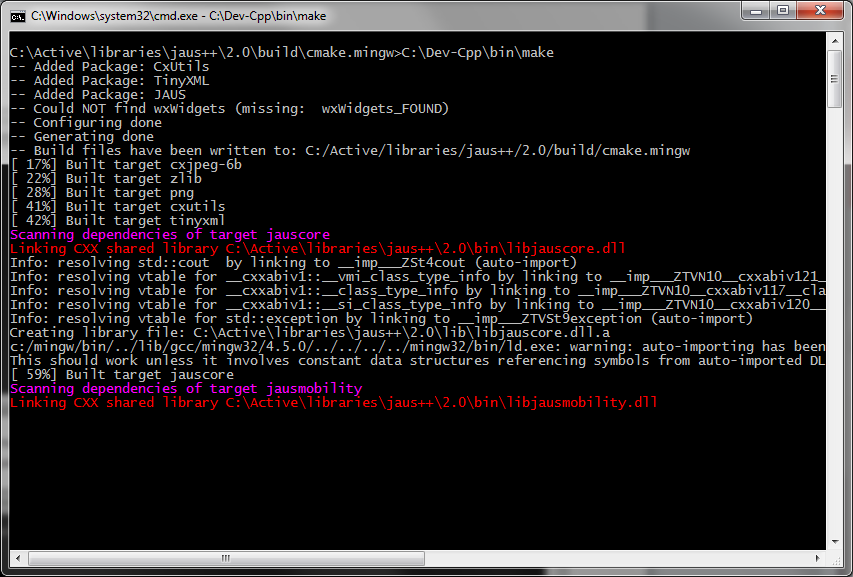 C:\Windows\system32\cmd.exe - C:\Dev-Cpp\bin\make
C:\Active\libraries\jaus++\2.0\build\cmake.mingw>C:\Dev-Cpp\bin\make
-- Added Package: CxUtils
-- Added Package: TinyXML
-- Added Package: JAUS
-- Could NOT find wxWidgets (missing:  wxWidgets_FOUND)
-- Configuring done
-- Generating done
-- Build files have been written to: C:/Active/libraries/jaus++/2.0/build/cmake.mingw
[ 17%] Built target cxjpeg-6b
[ 22%] Built target zlib
[ 28%] Built target png
[ 41%] Built target cxutils
[ 42%] Built target tinyxml
Scanning dependencies of target jauscore
Linking CXX shared library C:\Active\libraries\jaus++\2.0\bin\libjauscore.dll
Info: resolving std::cout  by linking to __imp___ZSt4cout (auto-import)
Info: resolving vtable for __cxxabiv1::__vmi_class_type_info by linking to __imp___ZTVN10__cxxabiv121_
Info: resolving vtable for __cxxabiv1::__class_type_info by linking to __imp___ZTVN10__cxxabiv117__cla
Info: resolving vtable for __cxxabiv1::__si_class_type_info by linking to __imp___ZTVN10__cxxabiv120__
Info: resolving vtable for std::exception by linking to __imp___ZTVSt9exception (auto-import)
Creating library file: C:\Active\libraries\jaus++\2.0\lib\libjauscore.dll.a
c:/mingw/bin/../lib/gcc/mingw32/4.5.0/../../../../mingw32/bin/ld.exe: warning: auto-importing has been
This should work unless it involves constant data structures referencing symbols from auto-imported DL
[ 59%] Built target jauscore
Scanning dependencies of target jausmobility
Linking CXX shared library C:\Active\libraries\jaus++\2.0\bin\libjausmobility.dll